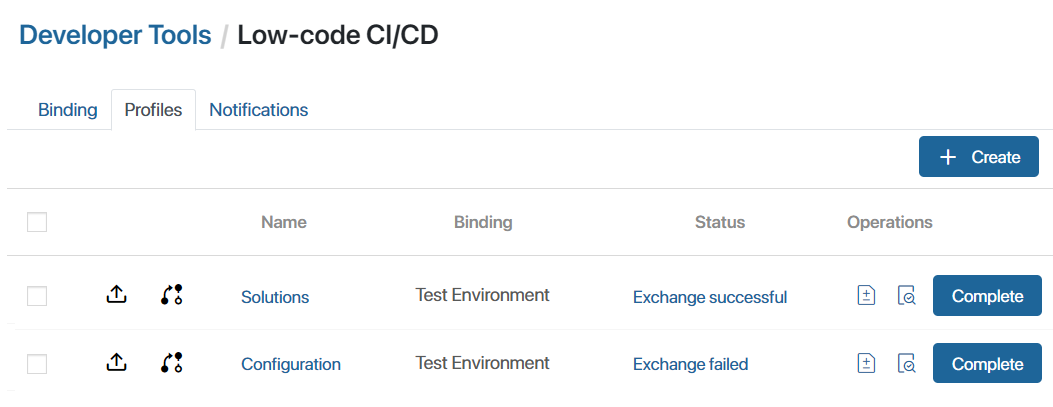 Developer Tools / Low-code CI/CD
Binding Profiles Notifications
+ Create
Name Binding Status Operations
Solutions Test Environment Exchange successful Complete
Configuration Test Environment Exchange failed Complete